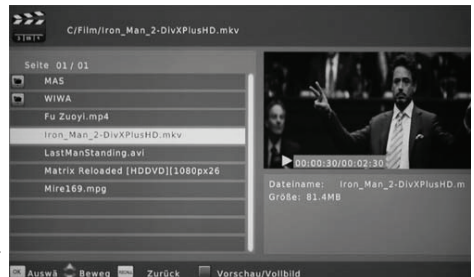 C/Film/Iron_Man_2-DivXPlusHD.mkv
Seite 01/01
MAS
WIWA
Fu Zuoyi.mp4
Iron_Man_2-DivXPlusHD.mkv
LastManStanding.avi
Matrix Reloaded [HDDVD][1080px26
Mire169.mpg
00:00:30/00:02:30
Dateiname: Iron_Man_2-DivXPlusHD.m
Größe: 81.4MB
OK Auswä Beweg MENU Zurück Vorschau/Vollbild